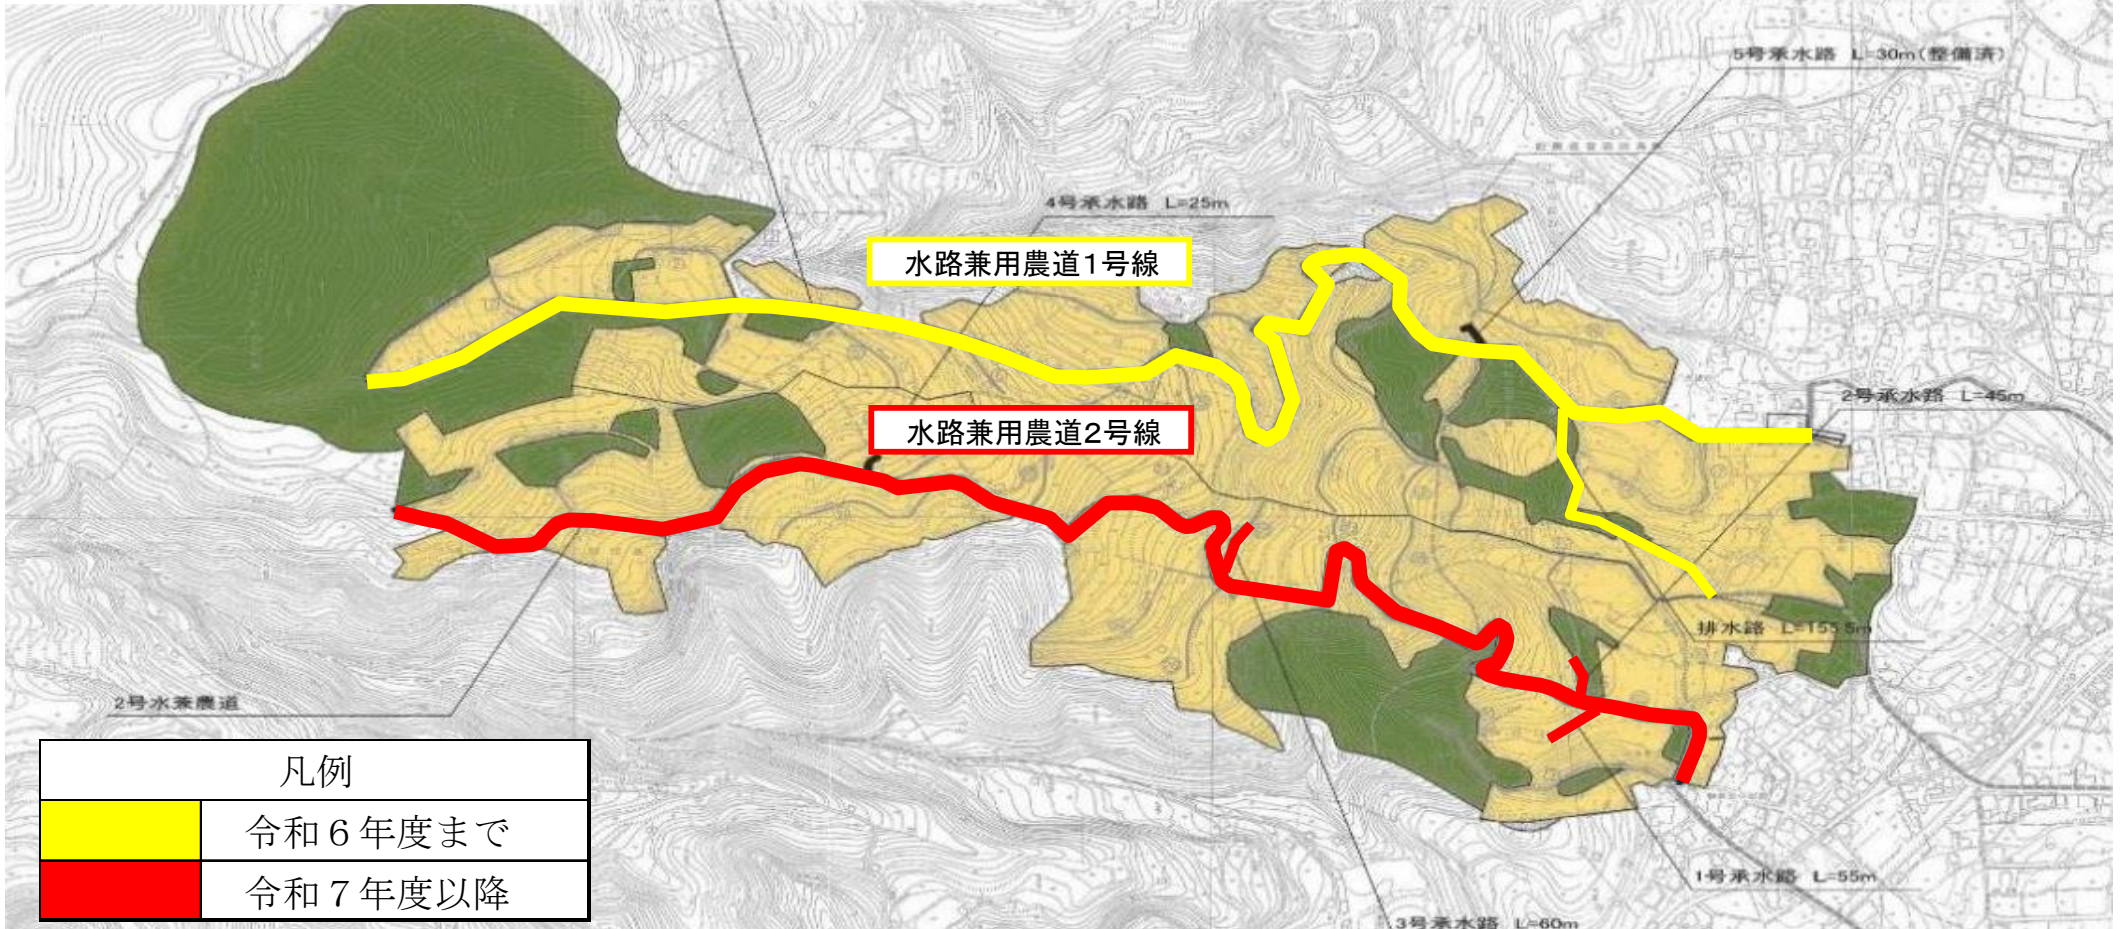 5号承水路 L=30m(整備済)
4号承水路 L=25m
水路兼用農道1号線
2号承水路 L=45m
水路兼用農道2号線
排水路 L=155.5m
2号水兼農道
凡例
令和6年度まで
令和7年度以降
1号承水路 L=55m
3号承水路 L=60m